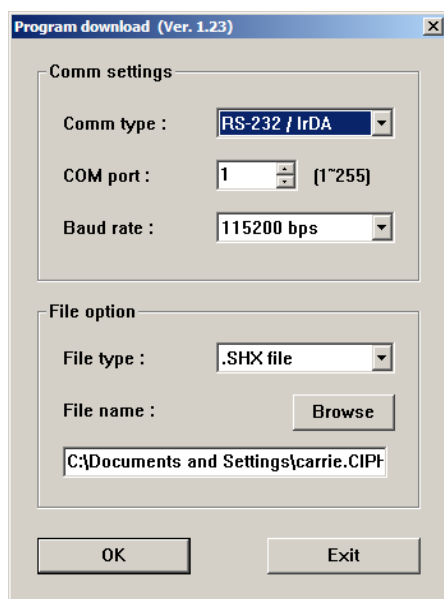 Program download (Ver. 1.23)
Comm settings
Comm type : RS-232 / IrDA
COM port : 1 (1~255)
Baud rate : 115200 bps
File option
File type : .SHX file
File name : Browse
C:\Documents and Settings\carrie.CIPH
OK Exit